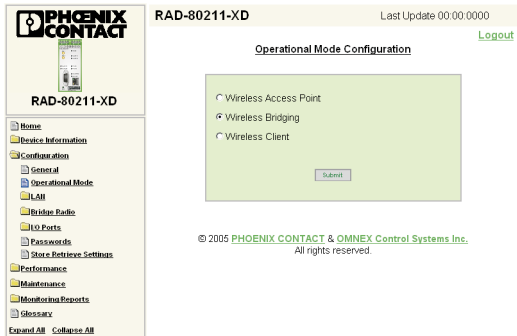 PHŒNIX
CONTACT
RAD-80211-XD
Home
Device Information
Configuration
General
Operational Mode
LAN
Bridge Radio
I.O Ports
Passwords
Store Retrieve Settings
Performance
Maintenance
Monitoring/Reports
Glossary
Expand All Collapse All
RAD-80211-XD Last Update 00:00:0000
Logout
Operational Mode Configuration
Wireless Access Point
Wireless Bridging
Wireless Client
Submit
© 2005 PHOENIX CONTACT & OMNEX Control Systems Inc.
All rights reserved.